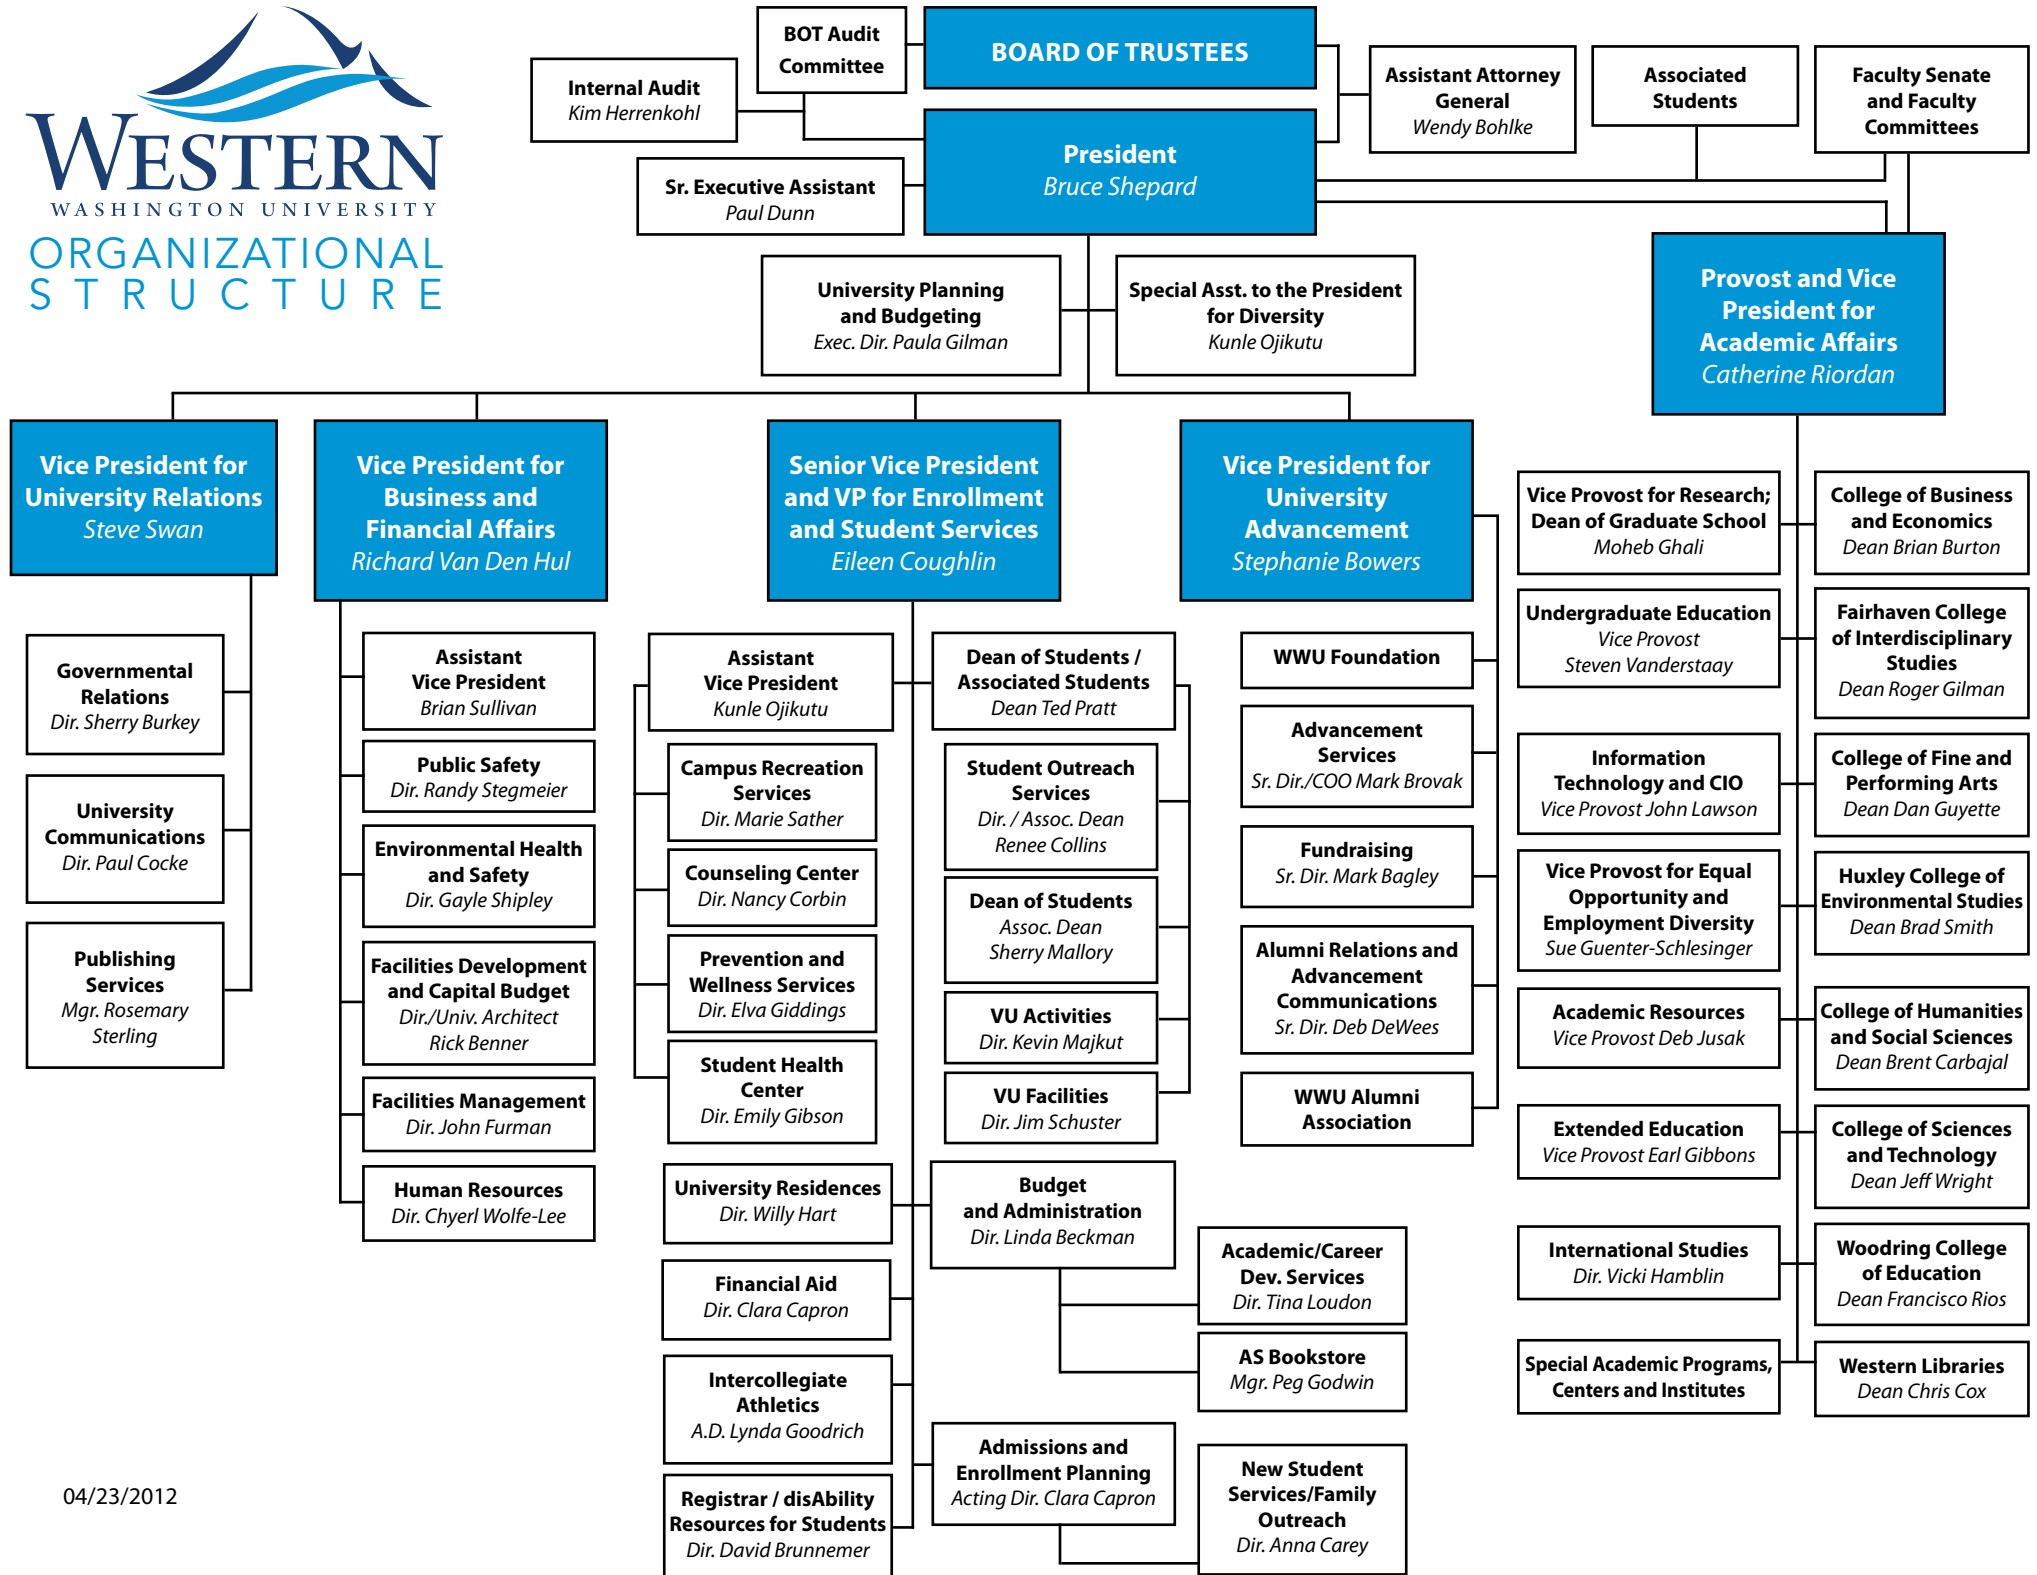 WESTERN
WASHINGTON UNIVERSITY
ORGANIZATIONAL
STRUCTURE
BOT Audit
Committee
BOARD OF TRUSTEES
Internal Audit
Kim Herrenkohl
Assistant Attorney
General
Wendy Bohlke
Associated
Students
Faculty Senate
and Faculty
Committees
President
Bruce Shepard
Sr. Executive Assistant
Paul Dunn
University Planning
and Budgeting
Exec. Dir. Paula Gilman
Special Asst. to the President
for Diversity
Kunle Ojikutu
Provost and Vice
President for
Academic Affairs
Catherine Riordan
Vice President for
University Relations
Steve Swan
Vice President for
Business and
Financial Affairs
Richard Van Den Hul
Senior Vice President
and VP for Enrollment
and Student Services
Eileen Coughlin
Vice President for
University
Advancement
Stephanie Bowers
Governmental
Relations
Dir. Sherry Burkey
University
Communications
Dir. Paul Cocke
Publishing
Services
Mgr. Rosemary
Sterling
Assistant
Vice President
Brian Sullivan
Public Safety
Dir. Randy Stegmeier
Environmental Health
and Safety
Dir. Gayle Shipley
Facilities Development
and Capital Budget
Dir./Univ. Architect
Rick Benner
Facilities Management
Dir. John Furman
Human Resources
Dir. Chyerl Wolfe-Lee
Assistant
Vice President
Kunle Ojikutu
Campus Recreation
Services
Dir. Marie Sather
Counseling Center
Dir. Nancy Corbin
Prevention and
Wellness Services
Dir. Elva Giddings
Student Health
Center
Dir. Emily Gibson
Dean of Students /
Associated Students
Dean Ted Pratt
Student Outreach
Services
Dir. / Assoc. Dean
Renee Collins
Dean of Students
Assoc. Dean
Sherry Mallory
VU Activities
Dir. Kevin Majkut
VU Facilities
Dir. Jim Schuster
University Residences
Dir. Willy Hart
Financial Aid
Dir. Clara Capron
Intercollegiate
Athletics
A.D. Lynda Goodrich
Registrar / disAbility
Resources for Students
Dir. David Brunnemer
Budget
and Administration
Dir. Linda Beckman
Academic/Career
Dev. Services
Dir. Tina Loudon
AS Bookstore
Mgr. Peg Godwin
Admissions and
Enrollment Planning
Acting Dir. Clara Capron
New Student
Services/Family
Outreach
Dir. Anna Carey
WWU Foundation
Advancement
Services
Sr. Dir./COO Mark Brovak
Fundraising
Sr. Dir. Mark Bagley
Alumni Relations and
Advancement
Communications
Sr. Dir. Deb DeWees
WWU Alumni
Association
Vice Provost for Research;
Dean of Graduate School
Moheb Ghali
Undergraduate Education
Vice Provost
Steven Vanderstaay
Information
Technology and CIO
Vice Provost John Lawson
Vice Provost for Equal
Opportunity and
Employment Diversity
Sue Guenter-Schlesinger
Academic Resources
Vice Provost Deb Jusak
Extended Education
Vice Provost Earl Gibbons
International Studies
Dir. Vicki Hamblin
Special Academic Programs,
Centers and Institutes
College of Business
and Economics
Dean Brian Burton
Fairhaven College
of Interdisciplinary
Studies
Dean Roger Gilman
College of Fine and
Performing Arts
Dean Dan Guyette
Huxley College of
Environmental Studies
Dean Brad Smith
College of Humanities
and Social Sciences
Dean Brent Carbajal
College of Sciences
and Technology
Dean Jeff Wright
Woodring College
of Education
Dean Francisco Rios
Western Libraries
Dean Chris Cox
04/23/2012